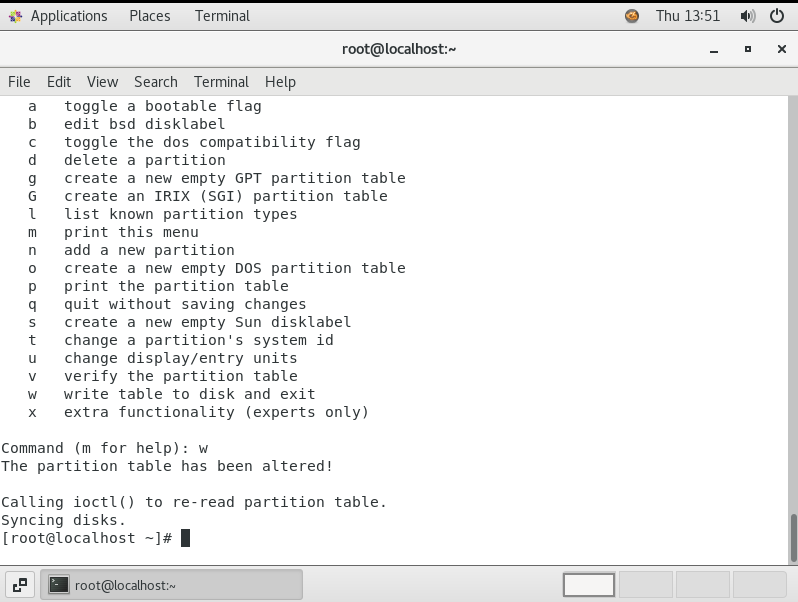 Applications Places Terminal Thu 13:51
root@localhost:~
File Edit View Search Terminal Help
a toggle a bootable flag
b edit bsd disklabel
c toggle the dos compatibility flag
d delete a partition
g create a new empty GPT partition table
G create an IRIX (SGI) partition table
l list known partition types
m print this menu
n add a new partition
o create a new empty DOS partition table
p print the partition table
q quit without saving changes
s create a new empty Sun disklabel
t change a partition's system id
u change display/entry units
v verify the partition table
w write table to disk and exit
x extra functionality (experts only)
Command (m for help): w
The partition table has been altered!
Calling ioctl() to re-read partition table.
Syncing disks.
[root@localhost ~]#
root@localhost:~